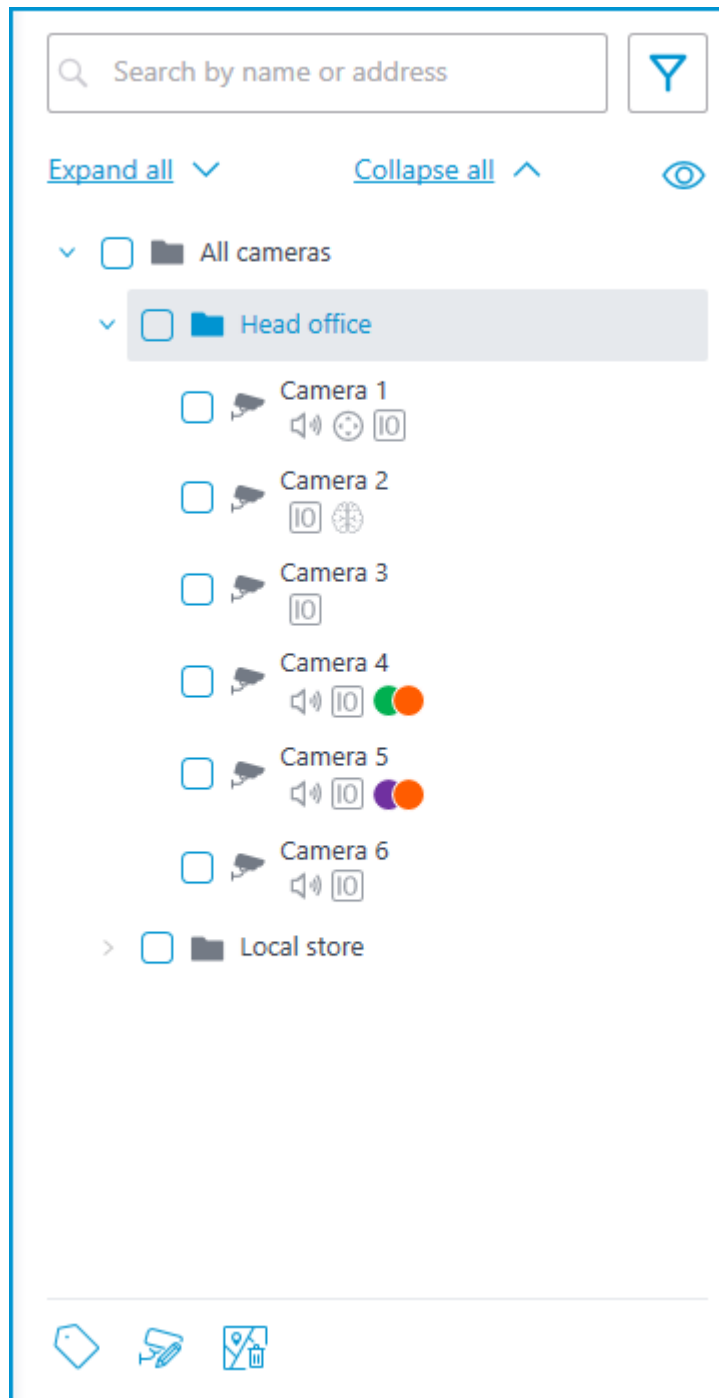 Search by name or address
Expand all
Collapse all
All cameras
Head office
Camera 1
IO
Camera 2
IO
Camera 3
IO
Camera 4
IO
Camera 5
IO
Camera 6
IO
Local store